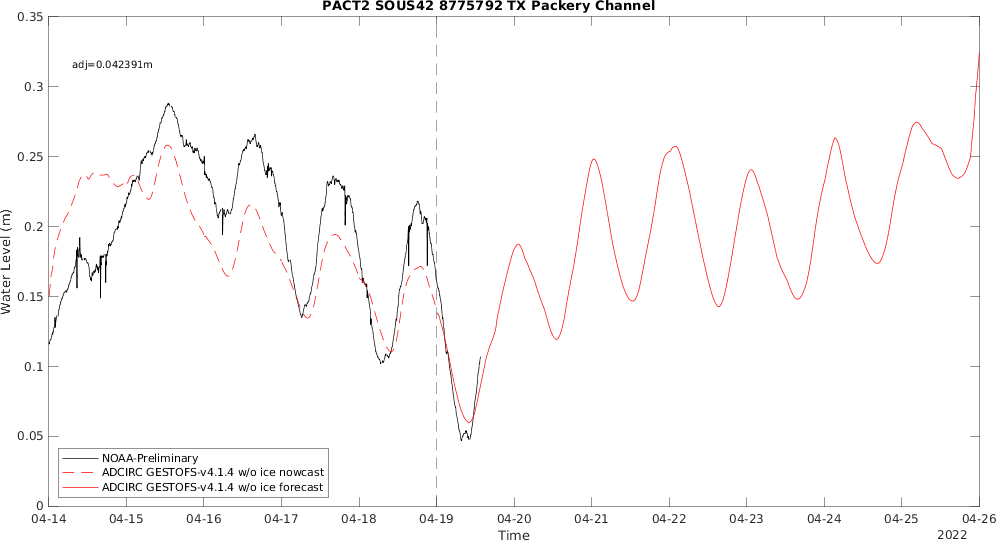 PACT2 SOUS42 8775792 TX Packery Channel
0.35
adj=0.042391m
0.3
0.25
0.2
Water Level (m)
0.15
0.1
0.05
NOAA-Preliminary
ADCIRC GESTOFS-v4.1.4 w/o ice nowcast
ADCIRC GESTOFS-v4.1.4 w/o ice forecast
0
04-14 04-15 04-16 04-17 04-18 04-19 04-20 04-21 04-22 04-23 04-24 04-25 04-26
Time
2022